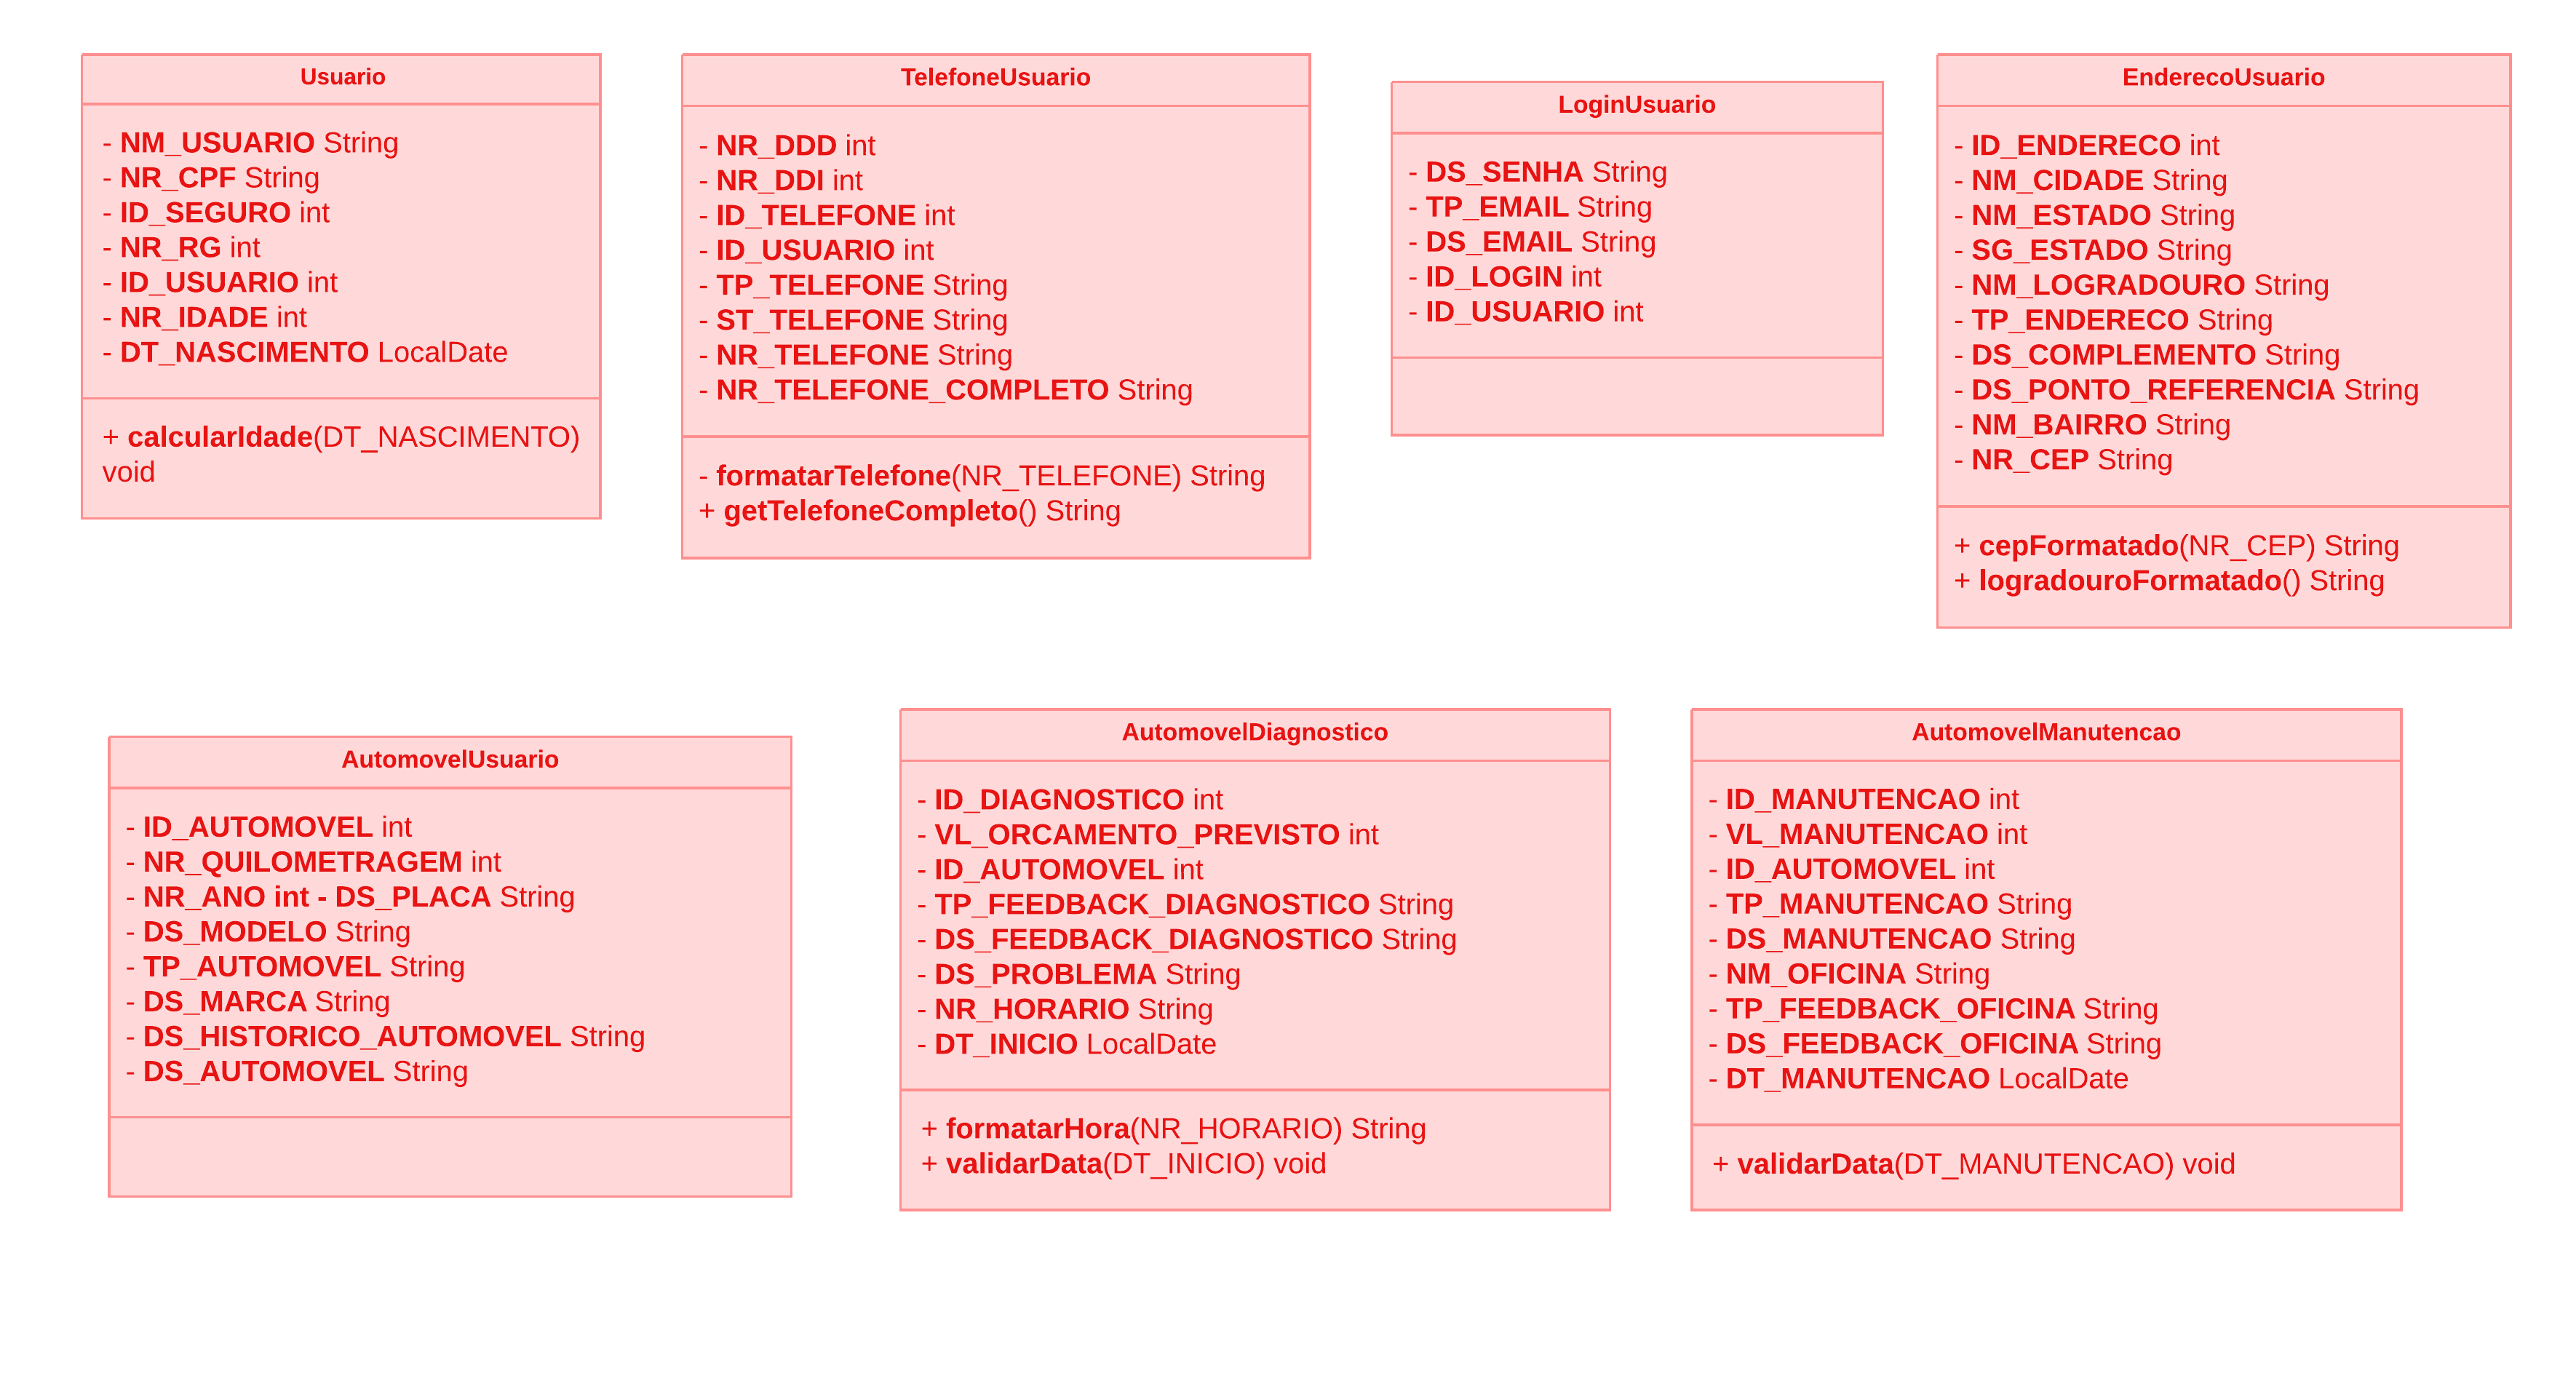 Usuario
- NM_USUARIO String
- NR_CPF String
- ID_SEGURO int
- NR_RG int
- ID_USUARIO int
- NR_IDADE int
- DT_NASCIMENTO LocalDate
+ calcularIdade(DT_NASCIMENTO)
void
TelefoneUsuario
- NR_DDD int
- NR_DDI int
- ID_TELEFONE int
- ID_USUARIO int
- TP_TELEFONE String
- ST_TELEFONE String
- NR_TELEFONE String
- NR_TELEFONE_COMPLETO String
- formatarTelefone(NR_TELEFONE) String
+ getTelefoneCompleto() String
LoginUsuario
- DS_SENHA String
- TP_EMAIL String
- DS_EMAIL String
- ID_LOGIN int
- ID_USUARIO int
EnderecoUsuario
- ID_ENDERECO int
- NM_CIDADE String
- NM_ESTADO String
- SG_ESTADO String
- NM_LOGRADOURO String
- TP_ENDERECO String
- DS_COMPLEMENTO String
- DS_PONTO_REFERENCIA String
- NM_BAIRRO String
- NR_CEP String
+ cepFormatado(NR_CEP) String
+ logradouroFormatado() String
AutomovelUsuario
- ID_AUTOMOVEL int
- NR_QUILOMETRAGEM int
- NR_ANO int - DS_PLACA String
- DS_MODELO String
- TP_AUTOMOVEL String
- DS_MARCA String
- DS_HISTORICO_AUTOMOVEL String
- DS_AUTOMOVEL String
AutomovelDiagnostico
- ID_DIAGNOSTICO int
- VL_ORCAMENTO_PREVISTO int
- ID_AUTOMOVEL int
- TP_FEEDBACK_DIAGNOSTICO String
- DS_FEEDBACK_DIAGNOSTICO String
- DS_PROBLEMA String
- NR_HORARIO String
- DT_INICIO LocalDate
+ formatarHora(NR_HORARIO) String
+ validarData(DT_INICIO) void
AutomovelManutencao
- ID_MANUTENCAO int
- VL_MANUTENCAO int
- ID_AUTOMOVEL int
- TP_MANUTENCAO String
- DS_MANUTENCAO String
- NM_OFICINA String
- TP_FEEDBACK_OFICINA String
- DS_FEEDBACK_OFICINA String
- DT_MANUTENCAO LocalDate
+ validarData(DT_MANUTENCAO) void